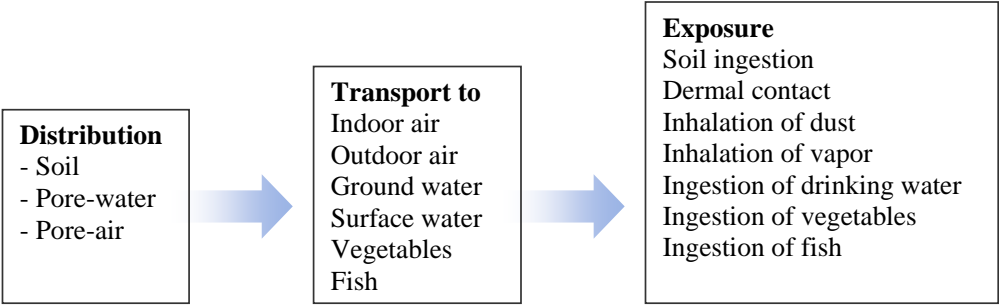 Distribution
- Soil
- Pore-water
- Pore-air
Transport to
Indoor air
Outdoor air
Ground water
Surface water
Vegetables
Fish
Exposure
Soil ingestion
Dermal contact
Inhalation of dust
Inhalation of vapor
Ingestion of drinking water
Ingestion of vegetables
Ingestion of fish